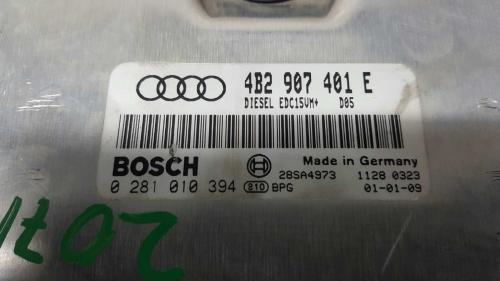 4B2 907 401 E
DIESEL EDC15VM+ D05
BOSCH
Made in Germany
28SA4973 1128 0323
0 281 010 394 810 BPG 01-01-09